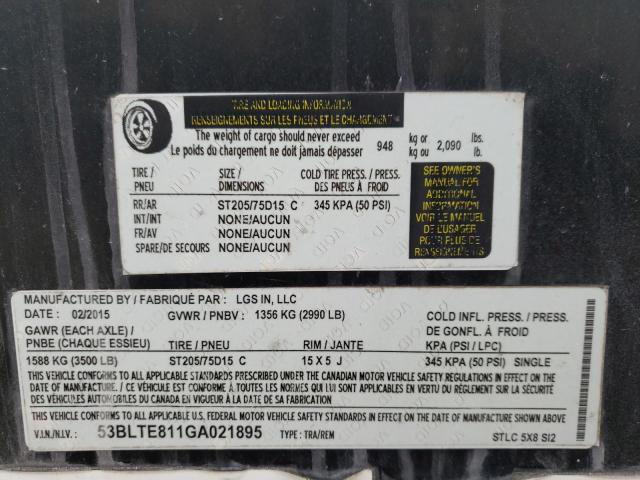 TIRE AND LOADING INFORMATION
RENSEIGNEMENTS SUR LES PNEUS ET LE CHARGEMENT
The weight of cargo should never exceed 948 kg or 2,090 lbs.
Le poids du chargement ne doit jamais dépasser kg ou lb.
TIRE / SIZE / COLD TIRE PRESS. / PRESS.
PNEU DIMENSIONS DES PNEUS À FROID
RR/AR ST205/75D15 C 345 KPA (50 PSI)
INT/INT NONE/AUCUN
FR/AV NONE/AUCUN
SPARE/DE SECOURS NONE/AUCUN
SEE OWNER'S
MANUAL FOR
ADDITIONAL
INFORMATION
VOIR LE MANUEL
DE L'USAGER
POUR PLUS DE
RENSEIGNEMENTS
MANUFACTURED BY / FABRIQUÉ PAR : LGS IN, LLC
DATE : 02/2015 GVWR / PNBV : 1356 KG (2990 LB) COLD INFL. PRESS. / PRESS.
GAWR (EACH AXLE) / DE GONFL. À FROID
PNBE (CHAQUE ESSIEU) TIRE / PNEU RIM / JANTE KPA (PSI / LPC)
1588 KG (3500 LB) ST205/75D15 C 15 X 5 J 345 KPA (50 PSI) SINGLE
THIS VEHICLE CONFORMS TO ALL APPLICABLE STANDARDS PRESCRIBED UNDER THE CANADIAN MOTOR VEHICLE SAFETY REGULATIONS IN EFFECT ON THE
DATE OF MANUFACTURE. / CE VÉHICULE EST CONFORME À TOUTES LES NORMES QUI LUI SONT APPLICABLES EN VERTU DU RÈGLEMENT SUR LA SÉCURITÉ
DES VÉHICULES AUTOMOBILES DU CANADA EN VIGUEUR À LA DATE DE SA FABRICATION.
THIS VEHICLE CONFORMS TO ALL APPLICABLE U.S. FEDERAL MOTOR VEHICLE SAFETY STANDARDS IN EFFECT ON THE DATE OF MANUFACTURE SHOWN ABOVE.
V.I.N./N.I.V. 53BLTE811GA021895 TYPE: TRA/REM STLC 5X8 SI2